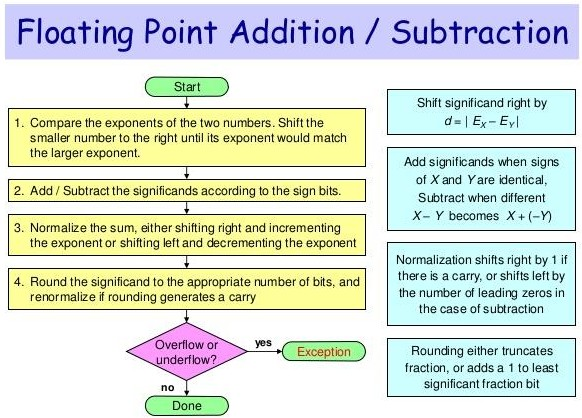 Floating Point Addition / Subtraction
Start
1. Compare the exponents of the two numbers. Shift the
smaller number to the right until its exponent would match
the larger exponent.
2. Add / Subtract the significands according to the sign bits.
3. Normalize the sum, either shifting right and incrementing
the exponent or shifting left and decrementing the exponent
4. Round the significand to the appropriate number of bits, and
renormalize if rounding generates a carry
Overflow or
underflow?
yes
Exception
no
Done
Shift significand right by
d = | EX – EY |
Add significands when signs
of X and Y are identical,
Subtract when different
X – Y becomes X + (–Y)
Normalization shifts right by 1 if
there is a carry, or shifts left by
the number of leading zeros in
the case of subtraction
Rounding either truncates
fraction, or adds a 1 to least
significant fraction bit